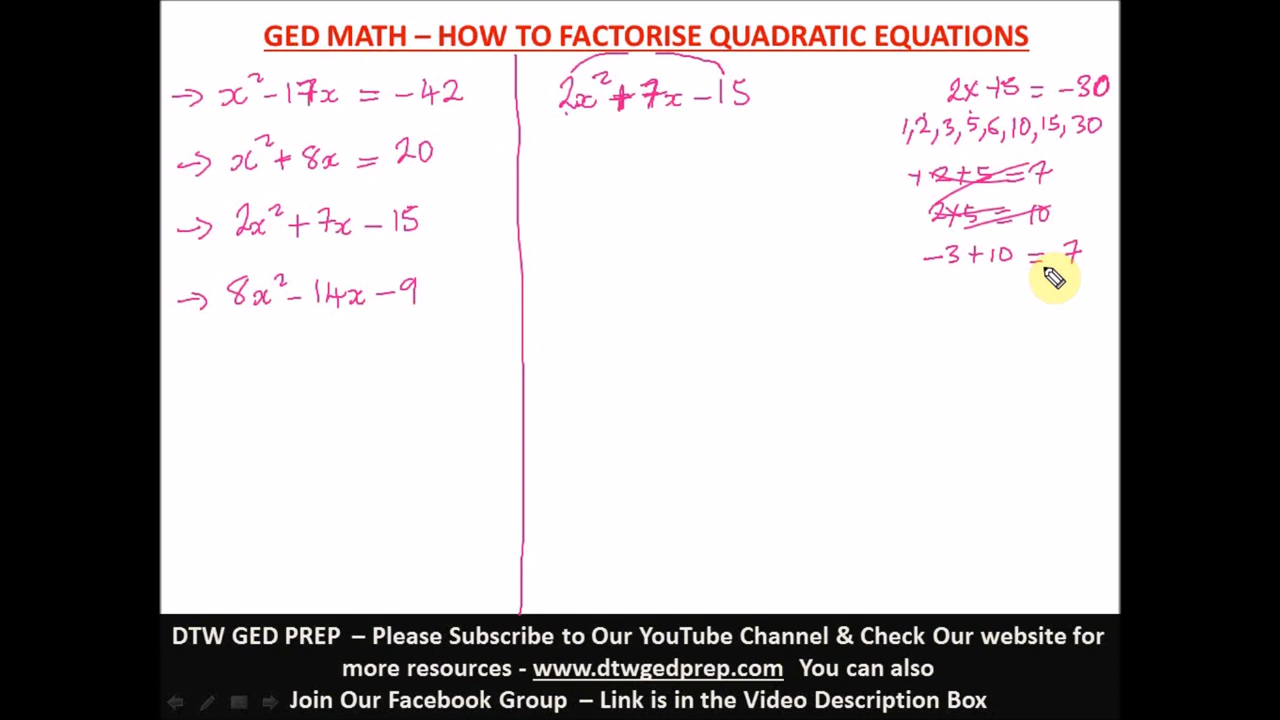 GED MATH – HOW TO FACTORISE QUADRATIC EQUATIONS
→ x² - 17x = -42
→ x² + 8x = 20
→ 2x² + 7x - 15
→ 8x² - 14x - 9
2x² + 7x - 15
2x -15 = -30
1, 2, 3, 5, 6, 10, 15, 30
+2+5 = 7
2x5 = 10
-3+10 = 7
DTW GED PREP – Please Subscribe to Our YouTube Channel & Check Our website for
more resources - www.dtwgedprep.com You can also
Join Our Facebook Group – Link is in the Video Description Box